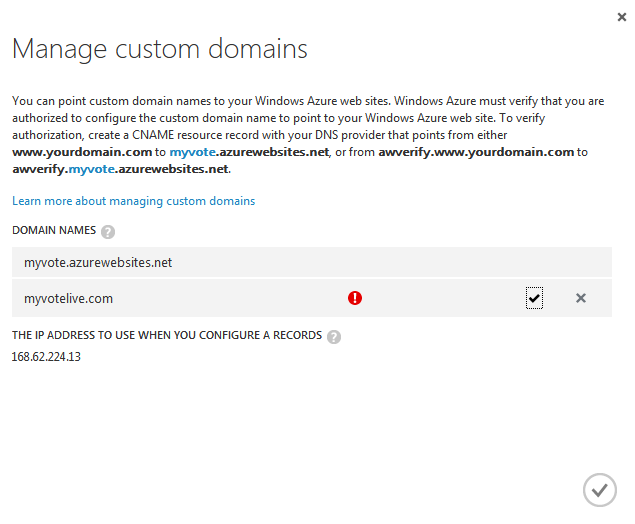 Manage custom domains
You can point custom domain names to your Windows Azure web sites. Windows Azure must verify that you are
authorized to configure the custom domain name to point to your Windows Azure web site. To verify
authorization, create a CNAME resource record with your DNS provider that points from either
www.yourdomain.com to myvote.azurewebsites.net, or from awverify.www.yourdomain.com to
awverify.myvote.azurewebsites.net.
Learn more about managing custom domains
DOMAIN NAMES ?
myvote.azurewebsites.net
myvotelive.com
THE IP ADDRESS TO USE WHEN YOU CONFIGURE A RECORDS ?
168.62.224.13